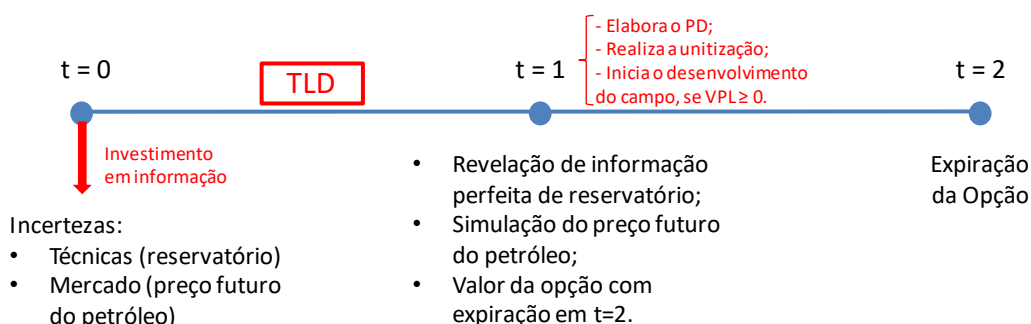 t = 0
TLD
t = 1
- Elabora o PD;
- Realiza a unitização;
- Inicia o desenvolvimento
do campo, se VPL ≥ 0.
t = 2
Investimento
em informação
Incertezas:
• Técnicas (reservatório)
• Mercado (preço futuro
do petróleo)
• Revelação de informação
perfeita de reservatório;
• Simulação do preço futuro
do petróleo;
• Valor da opção com
expiração em t=2.
Expiração
da Opção